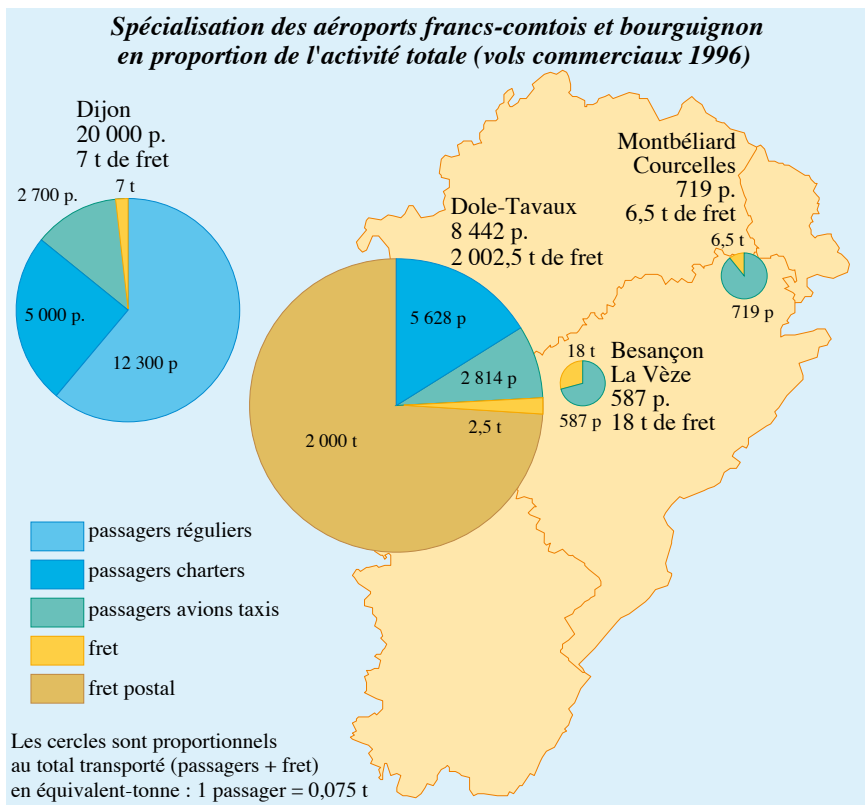 Spécialisation des aéroports francs-comtois et bourguignon
en proportion de l'activité totale (vols commerciaux 1996)
Dijon
20 000 p.
7 t de fret
2 700 p.
7 t
5 000 p.
12 300 p
Dole-Tavaux
8 442 p.
2 002,5 t de fret
5 628 p
2 814 p
2,5 t
2 000 t
Montbéliard
Courcelles
719 p.
6,5 t de fret
6,5 t
719 p
18 t
587 p
Besançon
La Vèze
587 p.
18 t de fret
passagers réguliers
passagers charters
passagers avions taxis
fret
fret postal
Les cercles sont proportionnels
au total transporté (passagers + fret)
en équivalent-tonne : 1 passager = 0,075 t